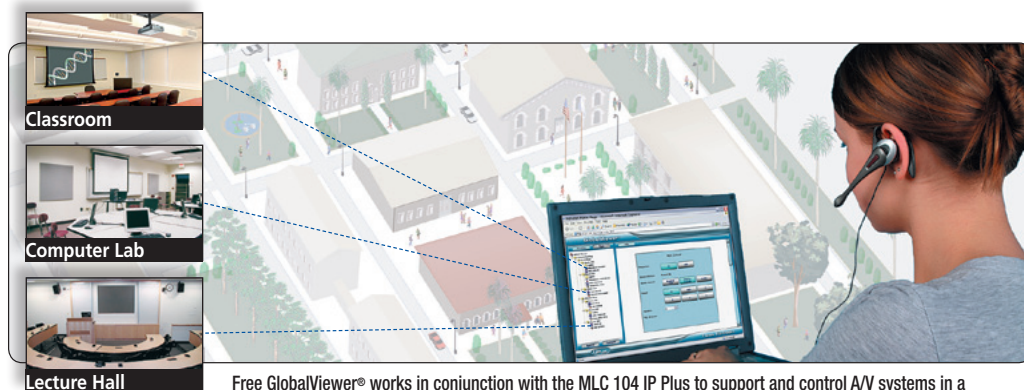 Classroom
Computer Lab
Lecture Hall
Free GlobalViewer® works in conjunction with the MLC 104 IP Plus to support and control A/V systems in a